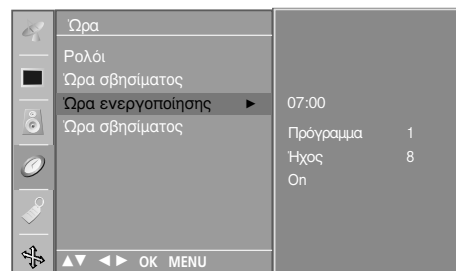 Ώρα
Ρολόι
Ώρα σβησίματος
Ώρα ενεργοποίησης ►
Ώρα σβησίματος
07:00
Πρόγραμμα 1
Ήχος 8
On
▲▼ ◄► OK MENU